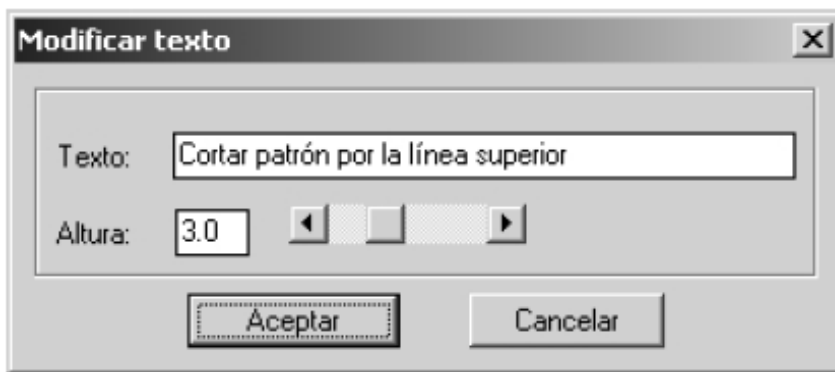 Modificar texto
Texto: Cortar patrón por la línea superior
Altura: 3.0
Aceptar Cancelar